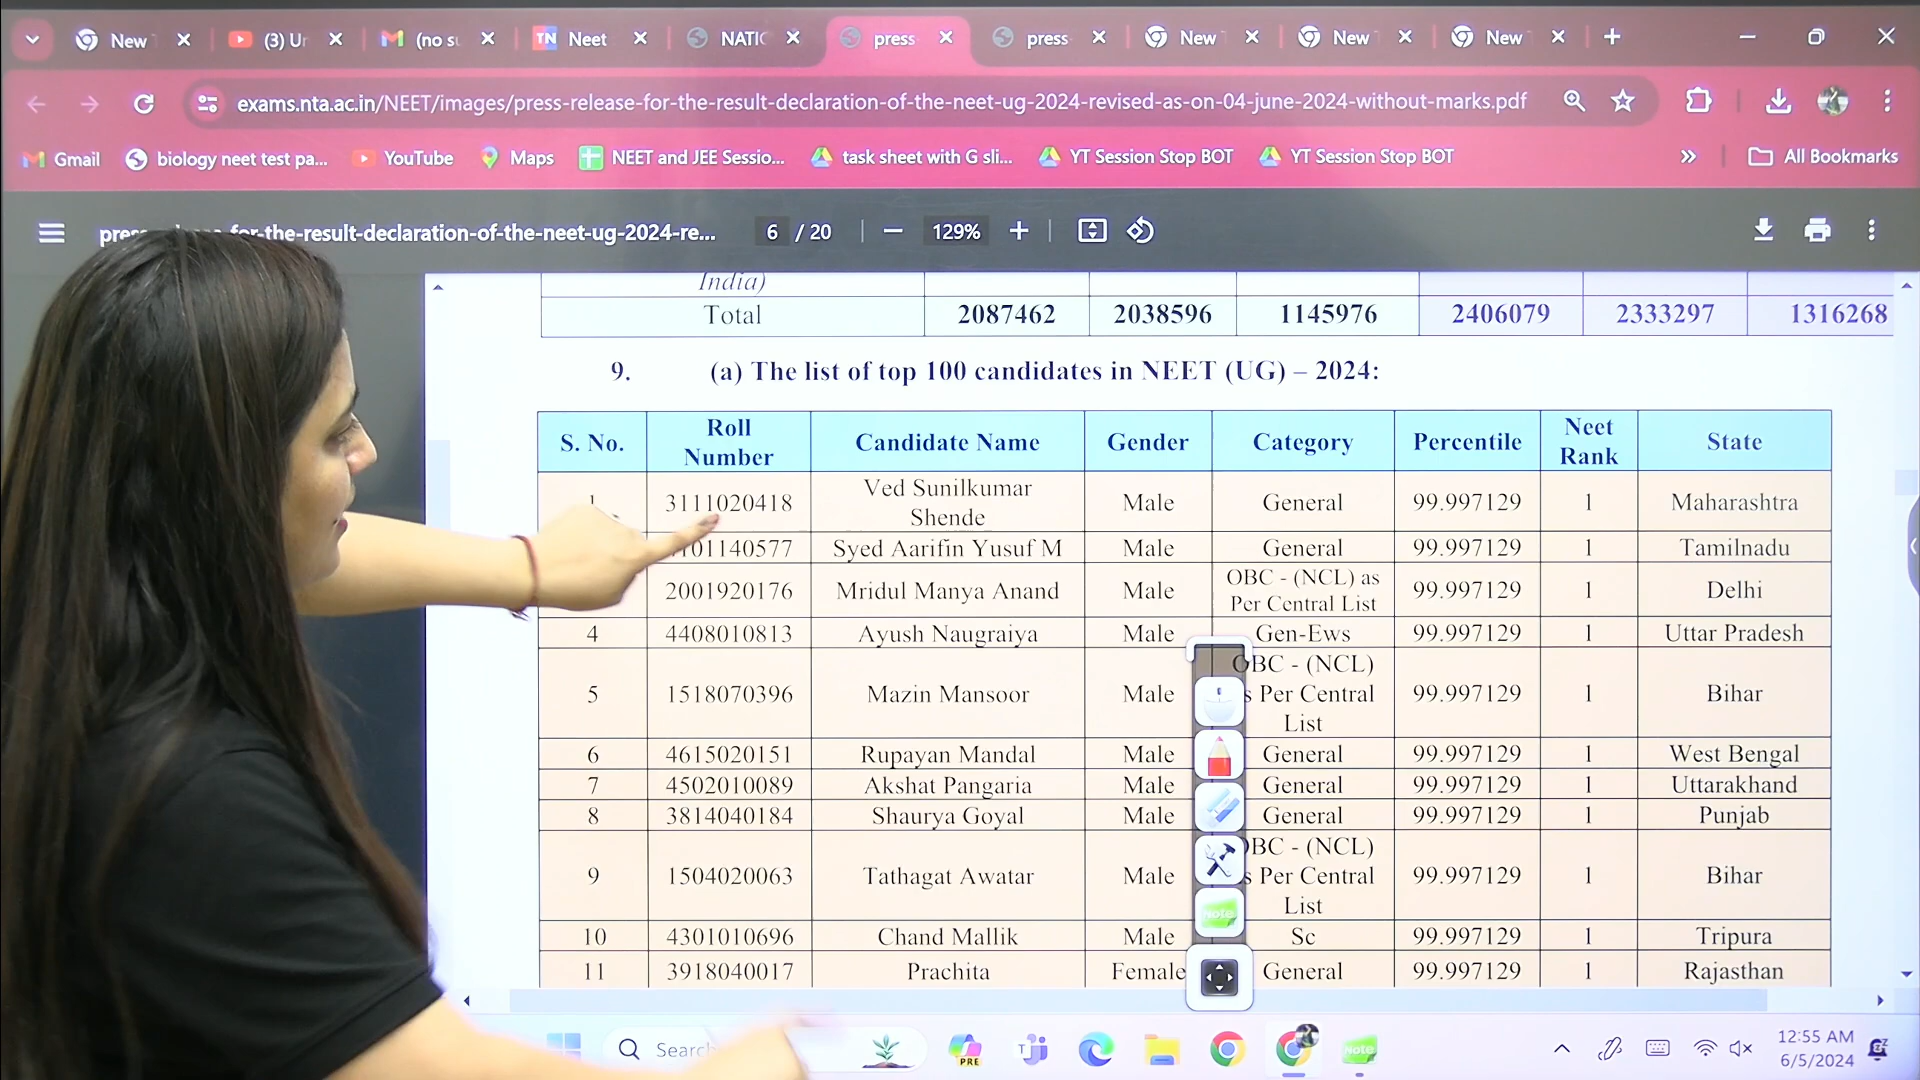 New
(3) Ur
(no su
TN Neet
NATIC
press
press
New
New
New
exams.nta.ac.in/NEET/images/press-release-for-the-result-declaration-of-the-neet-ug-2024-revised-as-on-04-june-2024-without-marks.pdf
Gmail
biology neet test pa...
YouTube
Maps
NEET and JEE Sessio...
task sheet with G sli...
YT Session Stop BOT
YT Session Stop BOT
All Bookmarks
for-the-result-declaration-of-the-neet-ug-2024-re...
6 / 20
129%
India)
Total 2087462 2038596 1145976 2406079 2333297 1316268
9. (a) The list of top 100 candidates in NEET (UG) – 2024:
S. No. Roll Number Candidate Name Gender Category Percentile Neet Rank State
1 3111020418 Ved Sunilkumar Shende Male General 99.997129 1 Maharashtra
01140577 Syed Aarifin Yusuf M Male General 99.997129 1 Tamilnadu
2001920176 Mridul Manya Anand Male OBC - (NCL) as Per Central List 99.997129 1 Delhi
4 4408010813 Ayush Naugraiya Male Gen-Ews 99.997129 1 Uttar Pradesh
5 1518070396 Mazin Mansoor Male OBC - (NCL) s Per Central List 99.997129 1 Bihar
6 4615020151 Rupayan Mandal Male General 99.997129 1 West Bengal
7 4502010089 Akshat Pangaria Male General 99.997129 1 Uttarakhand
8 3814040184 Shaurya Goyal Male General 99.997129 1 Punjab
9 1504020063 Tathagat Awatar Male BC - (NCL) s Per Central List 99.997129 1 Bihar
10 4301010696 Chand Mallik Male Sc 99.997129 1 Tripura
11 3918040017 Prachita Female General 99.997129 1 Rajasthan
Note
Search
PRE
Note
12:55 AM
6/5/2024